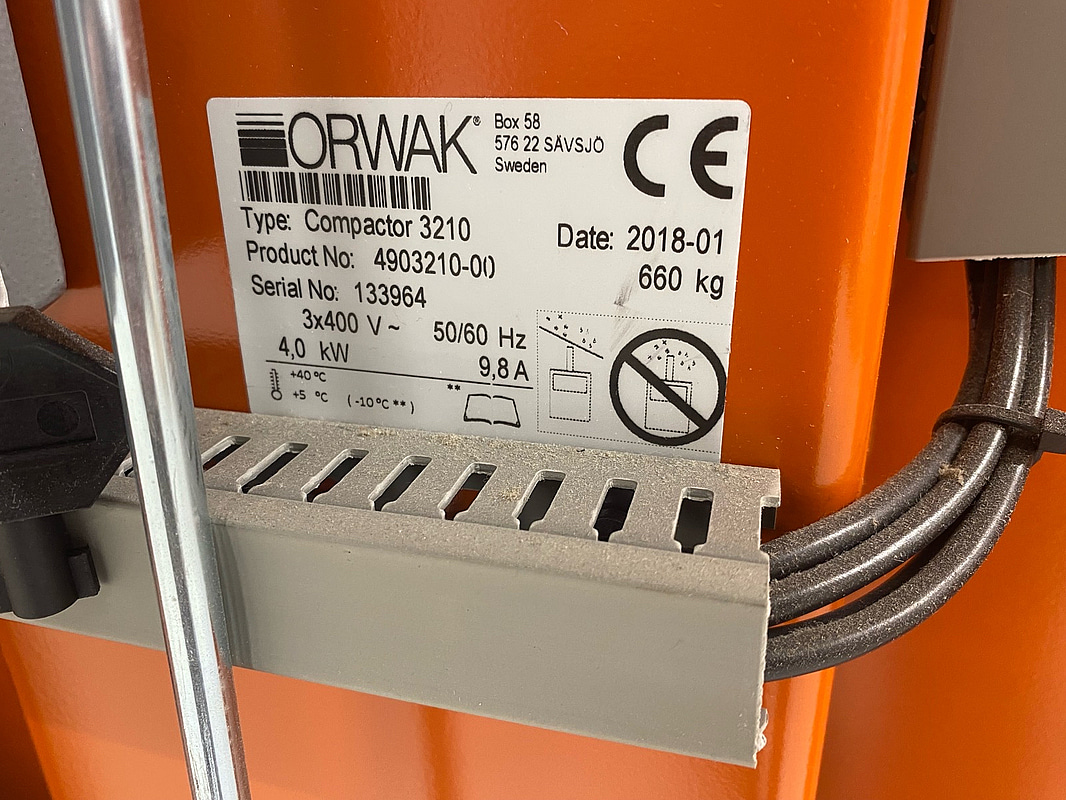 ORWAK®
Box 58
576 22 SÄVSJÖ
Sweden
CE
Type: Compactor 3210
Date: 2018-01
Product No: 4903210-00
660 kg
Serial No: 133964
3x400 V ~ 50/60 Hz
4,0 kW 9,8 A
+40 °C
+5 °C (-10°C **)
**